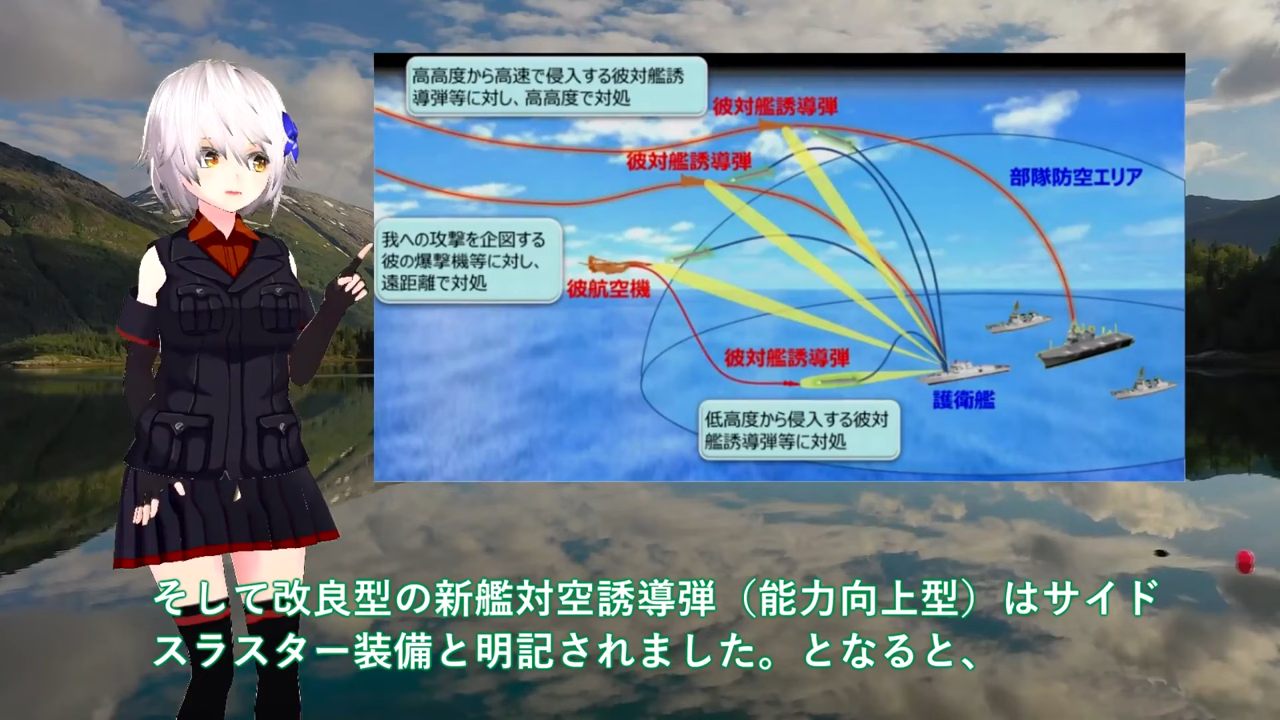 高高度から高速で侵入する彼対艦誘
導弾等に対し、高高度で対処
彼対艦誘導弾
彼対艦誘導弾
部隊防空エリア
我への攻撃を企図する
彼の爆撃機等に対し、
遠距離で対処
彼航空機
彼対艦誘導弾
護衛艦
低高度から侵入する彼対
艦誘導弾等に対処
そして改良型の新艦対空誘導弾（能力向上型）はサイド
スラスター装備と明記されました。となると、